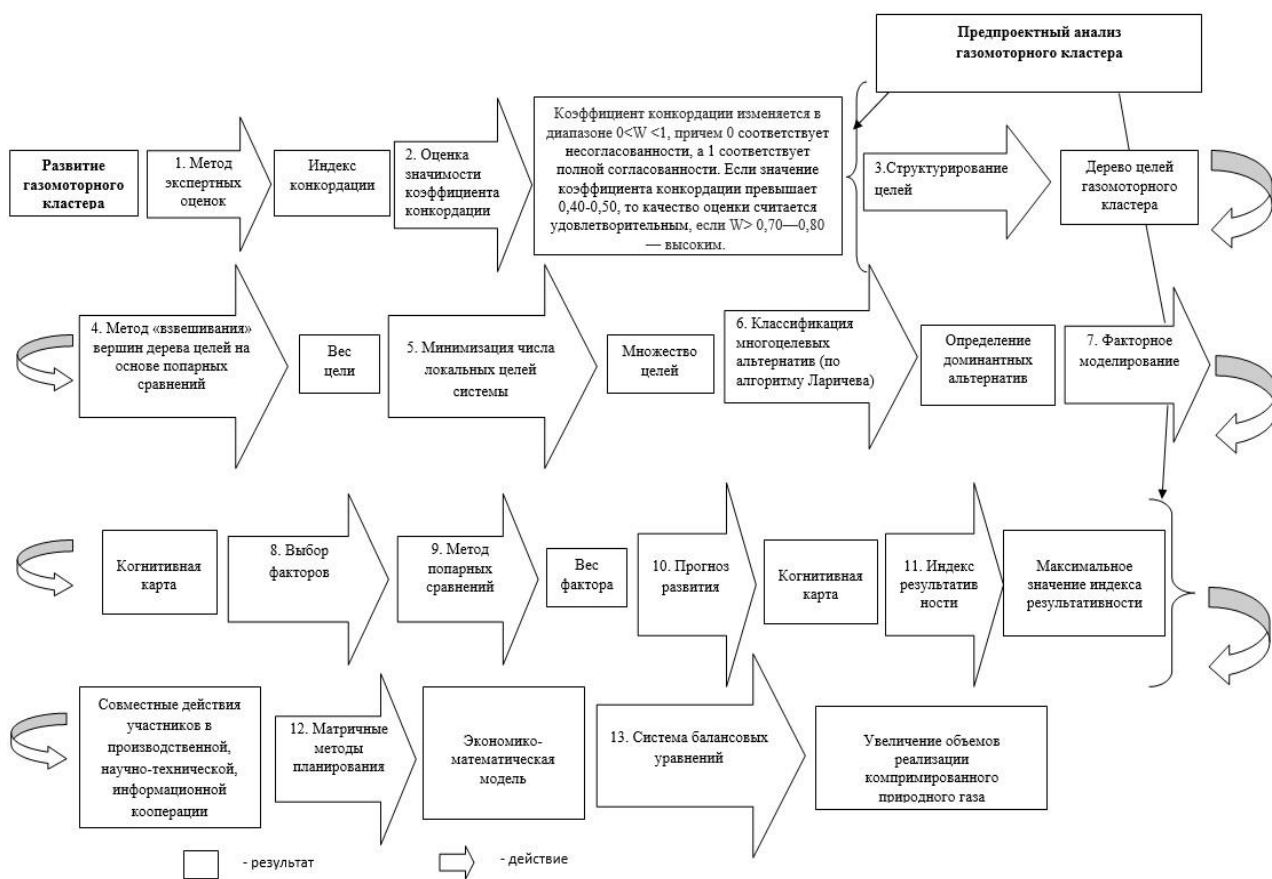 Предпроектный анализ
газомоторного кластера
Развитие
газомоторного
кластера
1. Метод
экспертных
оценок
Индекс
конкордации
2. Оценка
значимости
коэффициента
конкордации
Коэффициент конкордации изменяется в
диапазоне 0<W <1, причем 0 соответствует
несогласованности, а 1 соответствует
полной согласованности. Если значение
коэффициента конкордации превышает
0,40-0,50, то качество оценки считается
удовлетворительным, если W> 0,70—0,80
— высоким.
3.Структурирование
целей
Дерево целей
газомоторного
кластера
4. Метод «взвешивания»
вершин дерева целей на
основе попарных
сравнений
Вес
цели
5. Минимизация числа
локальных целей
системы
Множество
целей
6. Классификация
многоцелевых
альтернатив (по
алгоритму Ларичева)
Определение
доминантных
альтернатив
7. Факторное
моделирование
Когнитивная
карта
8. Выбор
факторов
9. Метод
попарных
сравнений
Вес
фактора
10. Прогноз
развития
Когнитивная
карта
11. Индекс
результатив
ности
Максимальное
значение индекса
результативности
Совместные действия
участников в
производственной,
научно-технической,
информационной
кооперации
12. Матричные
методы
планирования
Экономико-
математическая
модель
13. Система балансовых
уравнений
Увеличение объемов
реализации
компримированного
природного газа
- результат
- действие